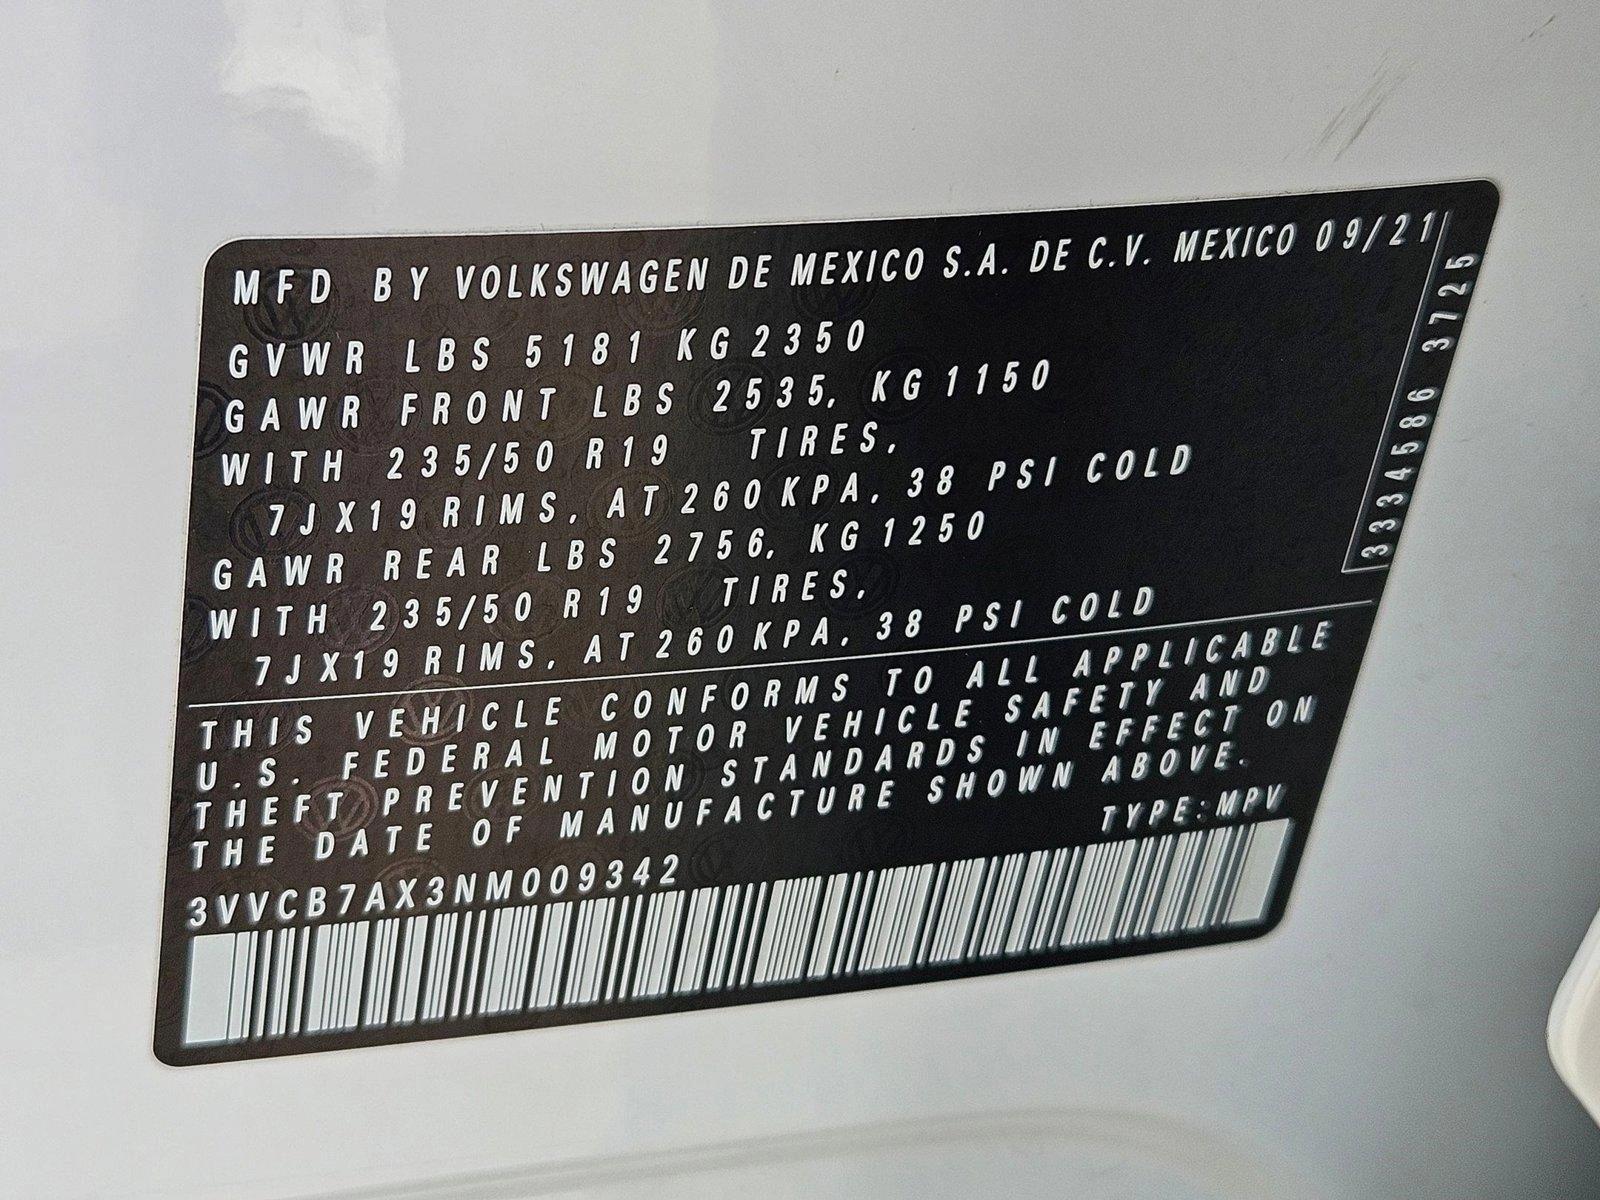 MFD BY VOLKSWAGEN DE MEXICO S.A. DE C.V. MEXICO 09/21
GVWR LBS 5181 KG 2350
GAWR FRONT LBS 2535, KG 1150
WITH 235/50 R19 TIRES,
7JX19 RIMS, AT 260 KPA, 38 PSI COLD
GAWR REAR LBS 2756, KG 1250
WITH 235/50 R19 TIRES,
7JX19 RIMS, AT 260 KPA, 38 PSI COLD
3334586 3725
THIS VEHICLE CONFORMS TO ALL APPLICABLE
U.S. FEDERAL MOTOR VEHICLE SAFETY AND
THEFT PREVENTION STANDARDS IN EFFECT ON
THE DATE OF MANUFACTURE SHOWN ABOVE.
TYPE:MPV
3VVCB7AX3NM009342